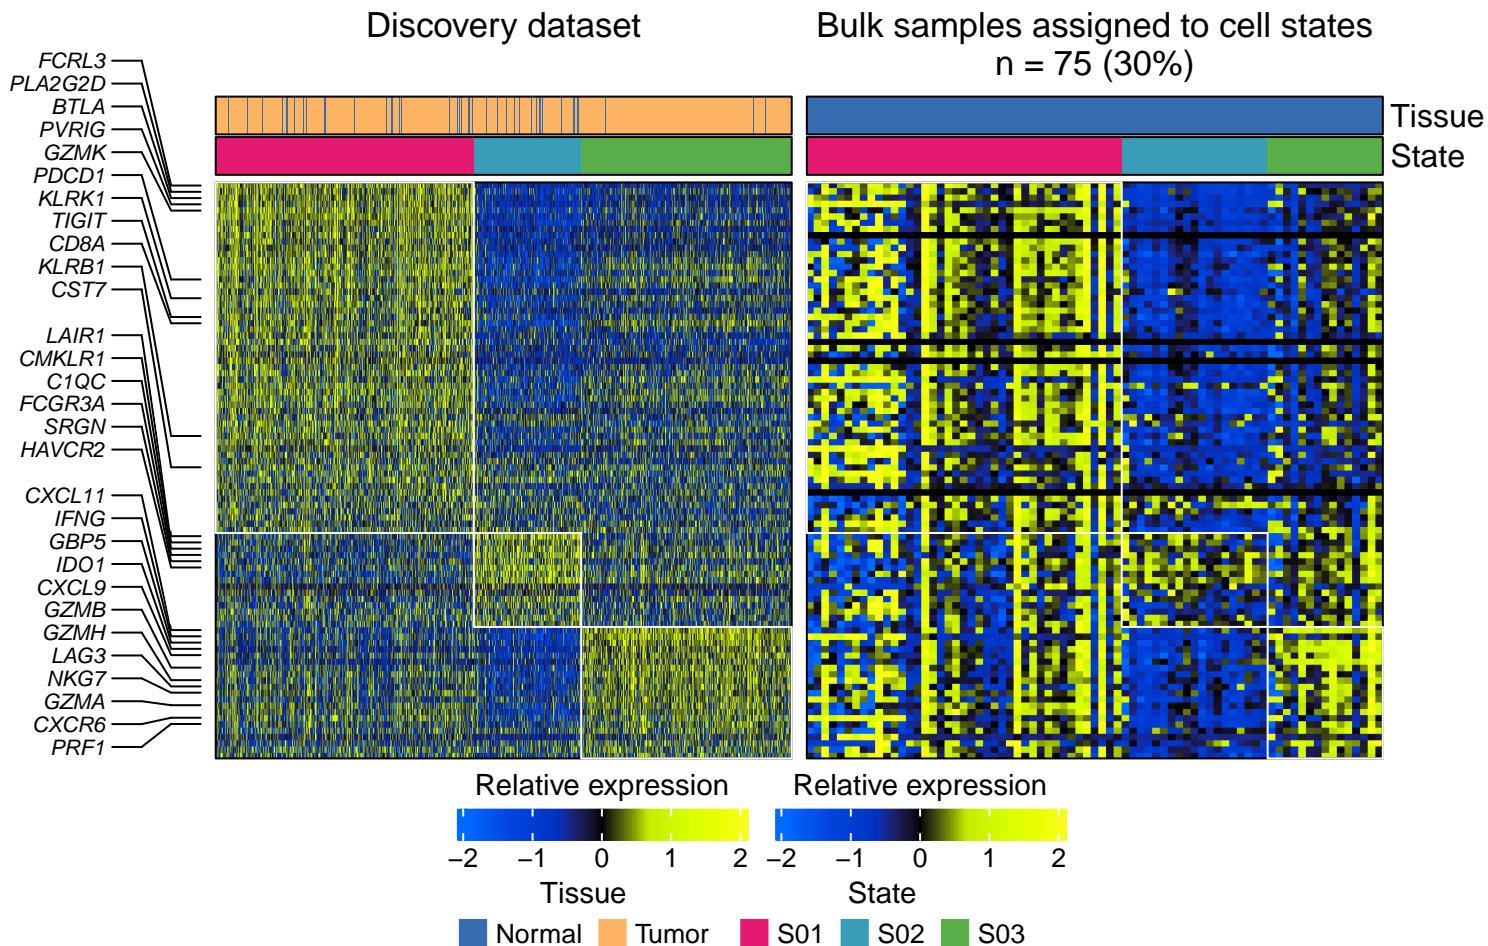 Discovery dataset
Bulk samples assigned to cell states
n = 75 (30%)
Tissue
State
FCRL3
PLA2G2D
BTLA
PVRIG
GZMK
PDCD1
KLRK1
TIGIT
CD8A
KLRB1
CST7
LAIR1
CMKLR1
C1QC
FCGR3A
SRGN
HAVCR2
CXCL11
IFNG
GBP5
IDO1
CXCL9
GZMB
GZMH
LAG3
NKG7
GZMA
CXCR6
PRF1
Relative expression
−2 −1 0 1 2
Relative expression
−2 −1 0 1 2
Tissue
Normal Tumor
State
S01 S02 S03